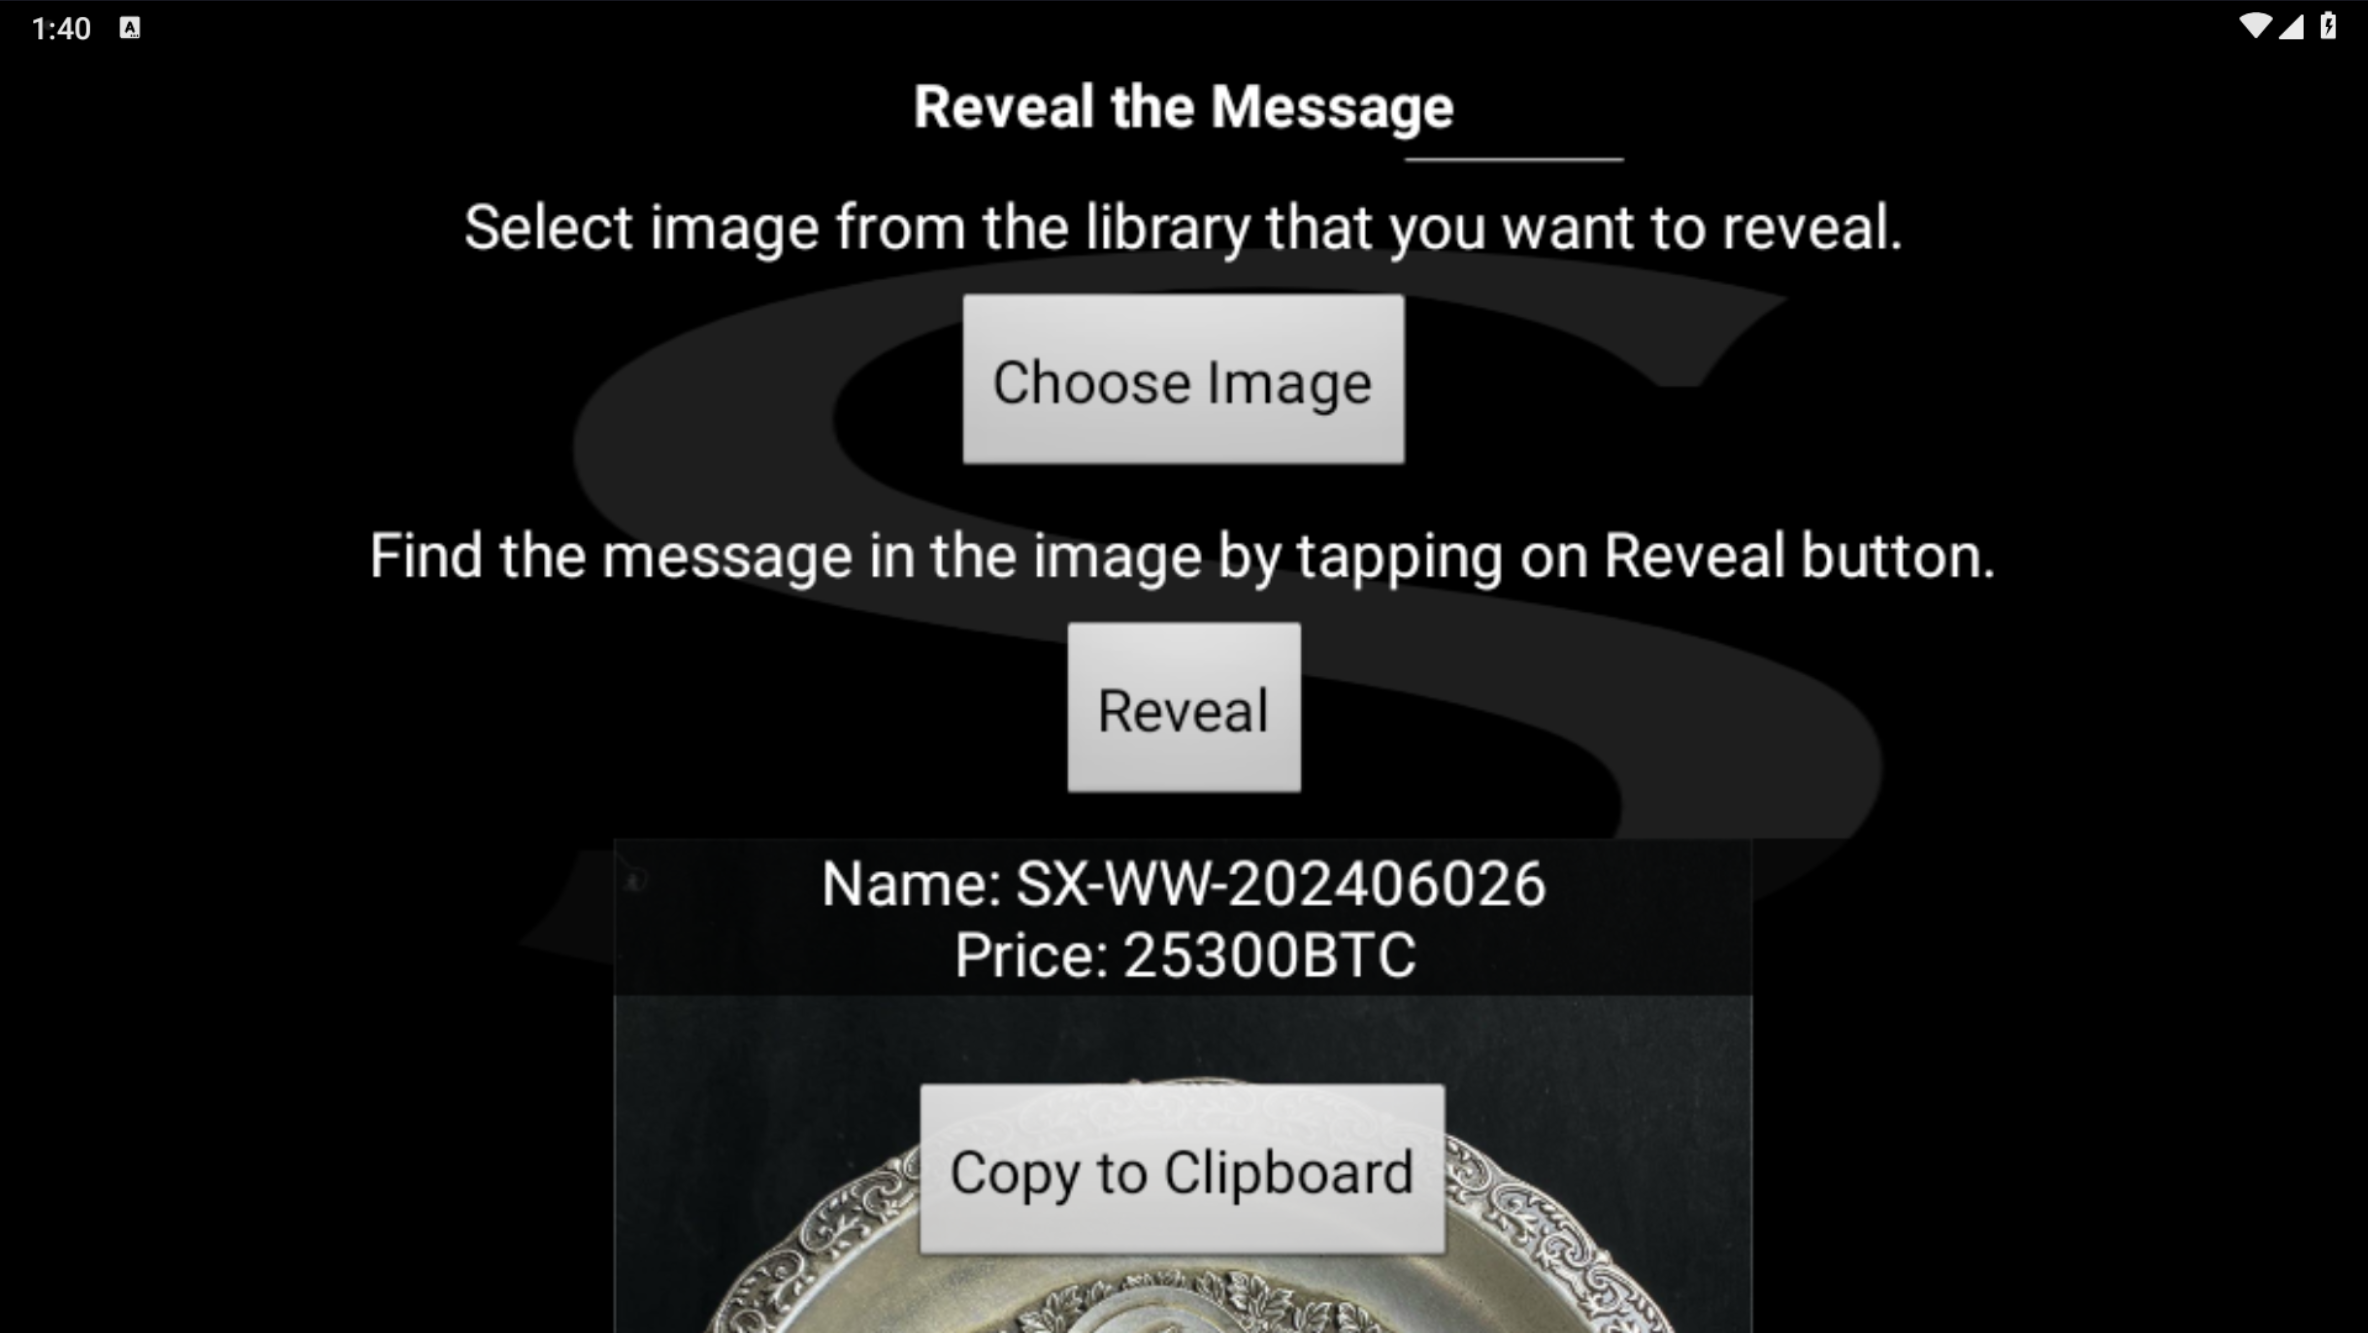 1:40
Reveal the Message
Select image from the library that you want to reveal.
Choose Image
Find the message in the image by tapping on Reveal button.
Reveal
Name: SX-WW-202406026
Price: 25300BTC
Copy to Clipboard